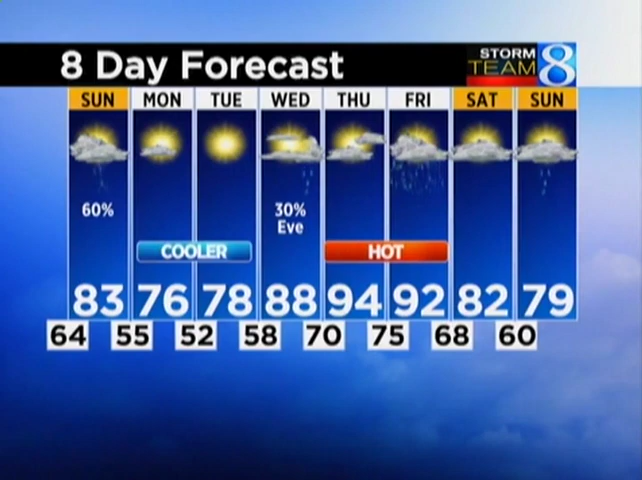 8 Day Forecast
STORM
TEAM 8
SUN MON TUE WED THU FRI SAT SUN
60% 30%
Eve
COOLER HOT
83 76 78 88 94 92 82 79
64 55 52 58 70 75 68 60